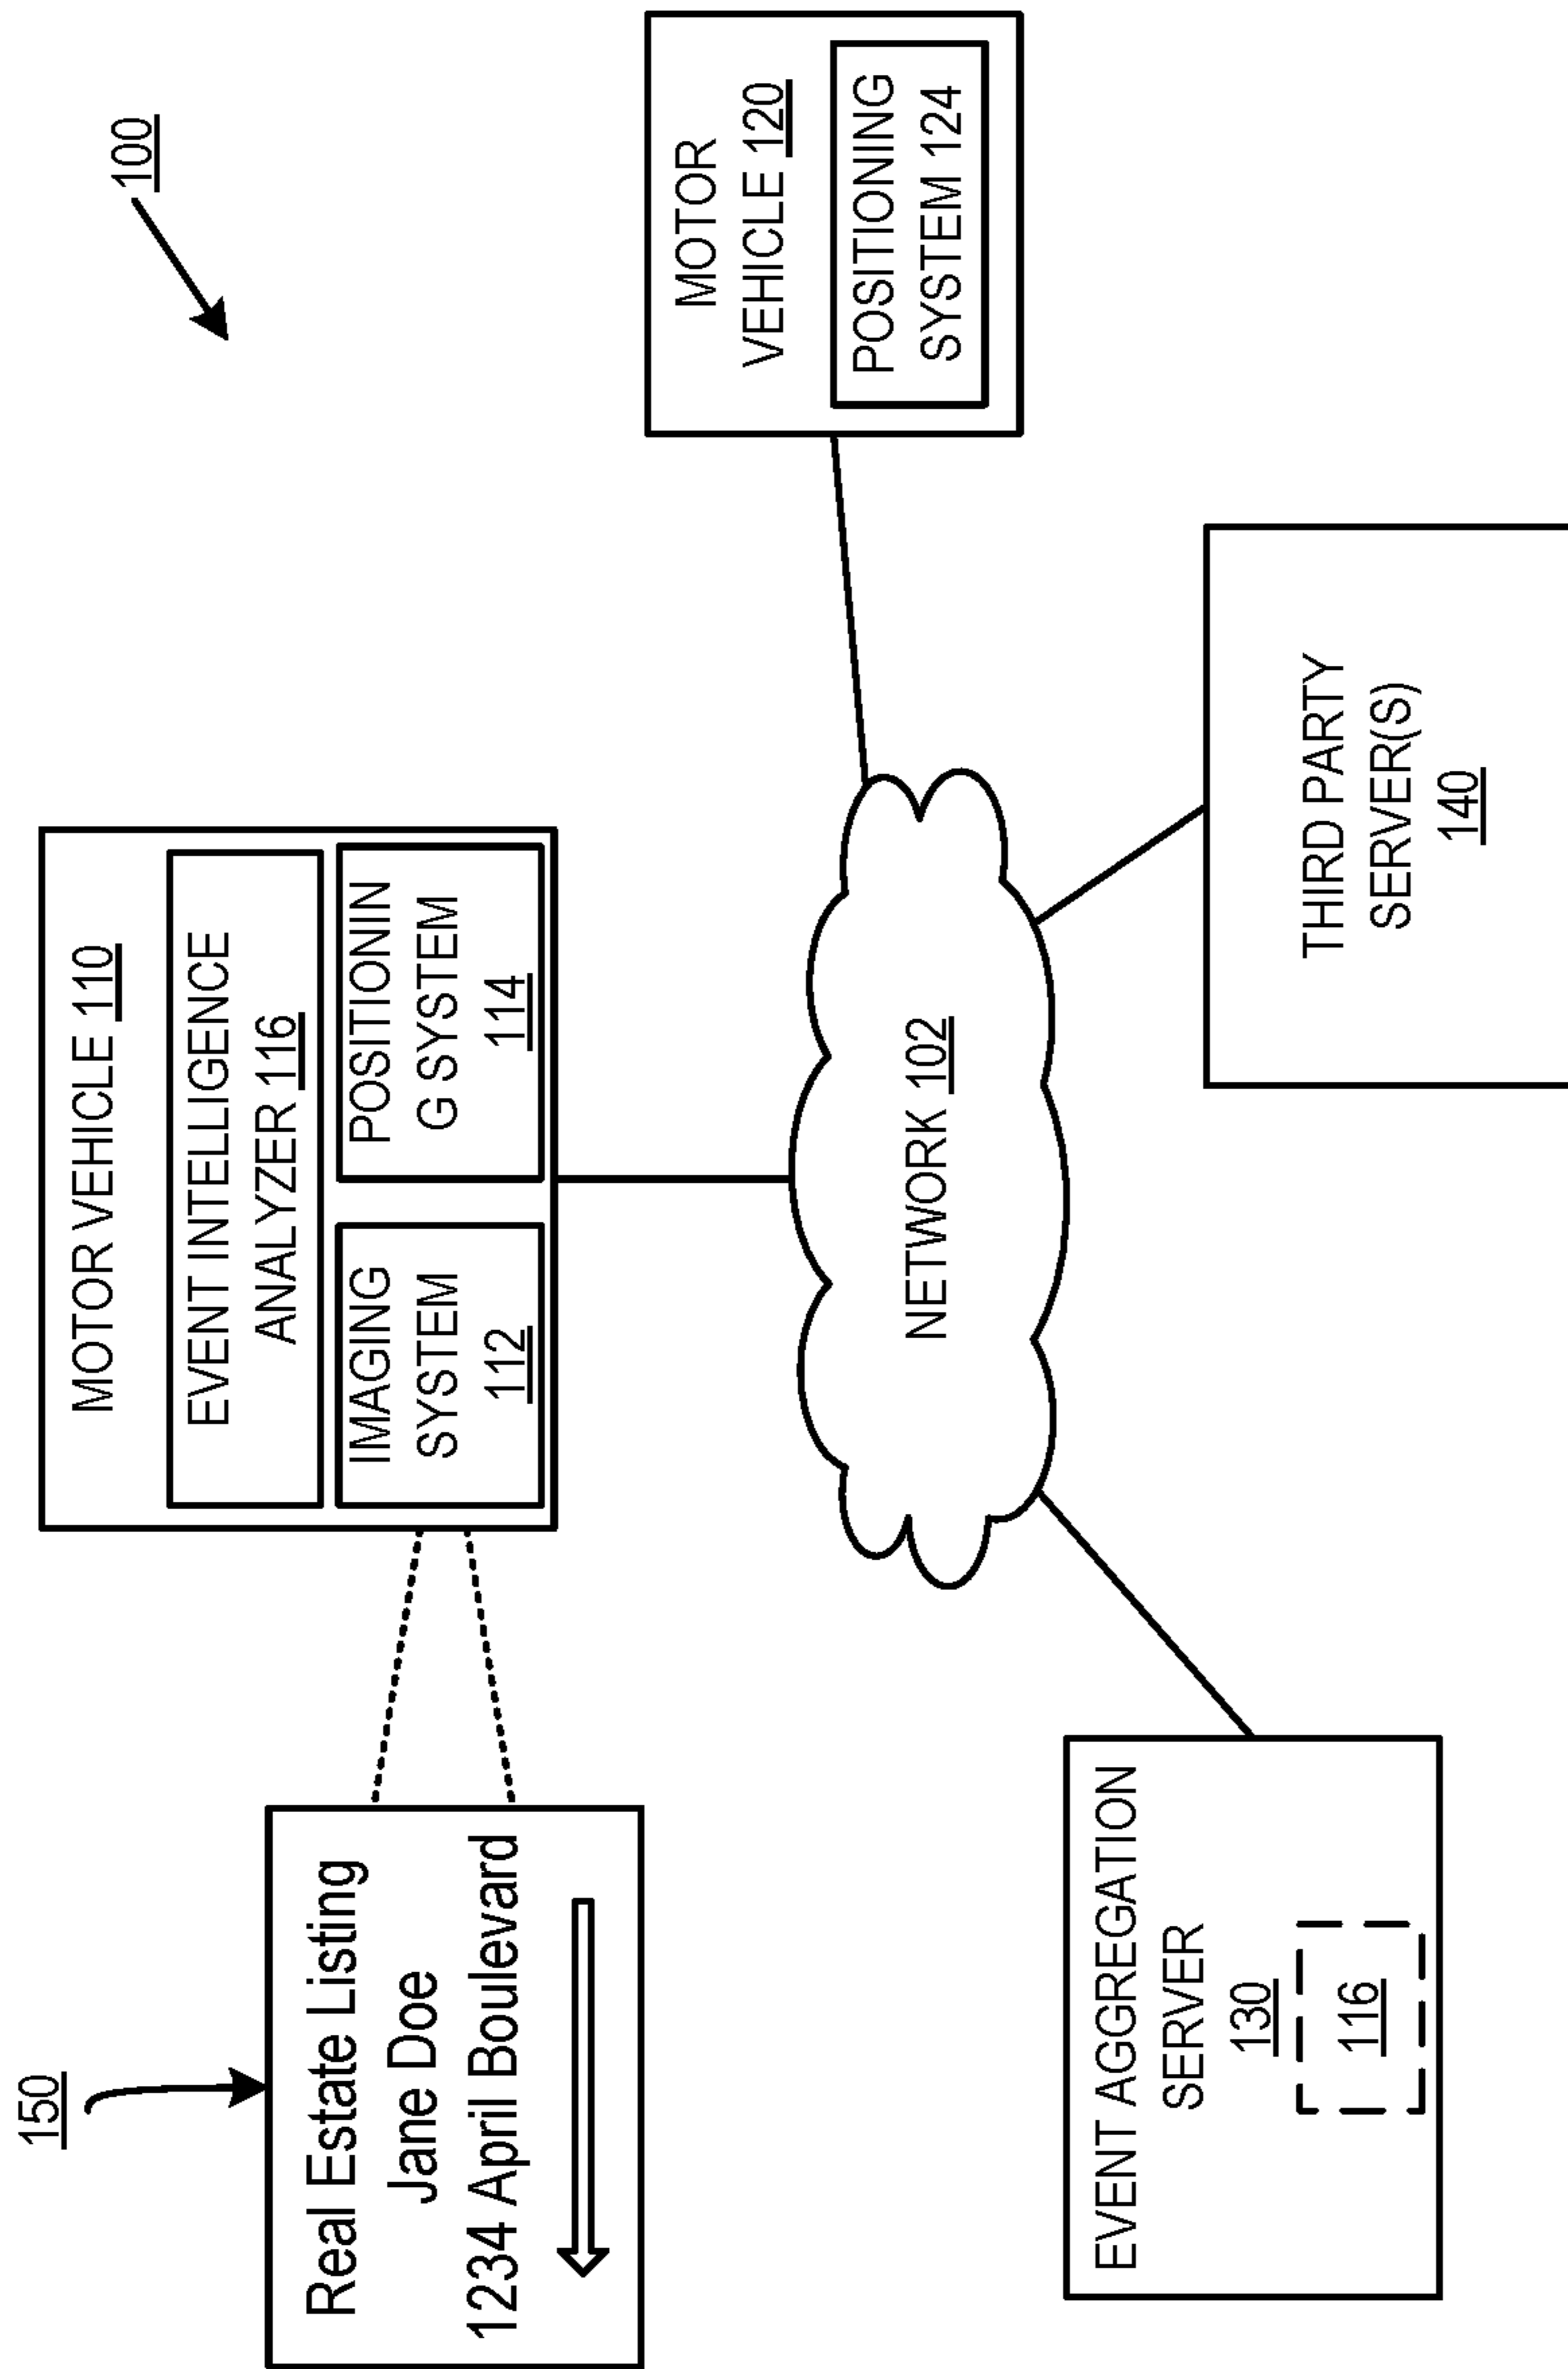 100
150
Real Estate Listing
Jane Doe
1234 April Boulevard
MOTOR VEHICLE 110
EVENT INTELLIGENCE
ANALYZER 116
IMAGING
SYSTEM
112
POSITIONIN
G SYSTEM
114
MOTOR
VEHICLE 120
POSITIONING
SYSTEM 124
NETWORK 102
EVENT AGGREGATION
SERVER
130
116
THIRD PARTY
SERVER(S)
140